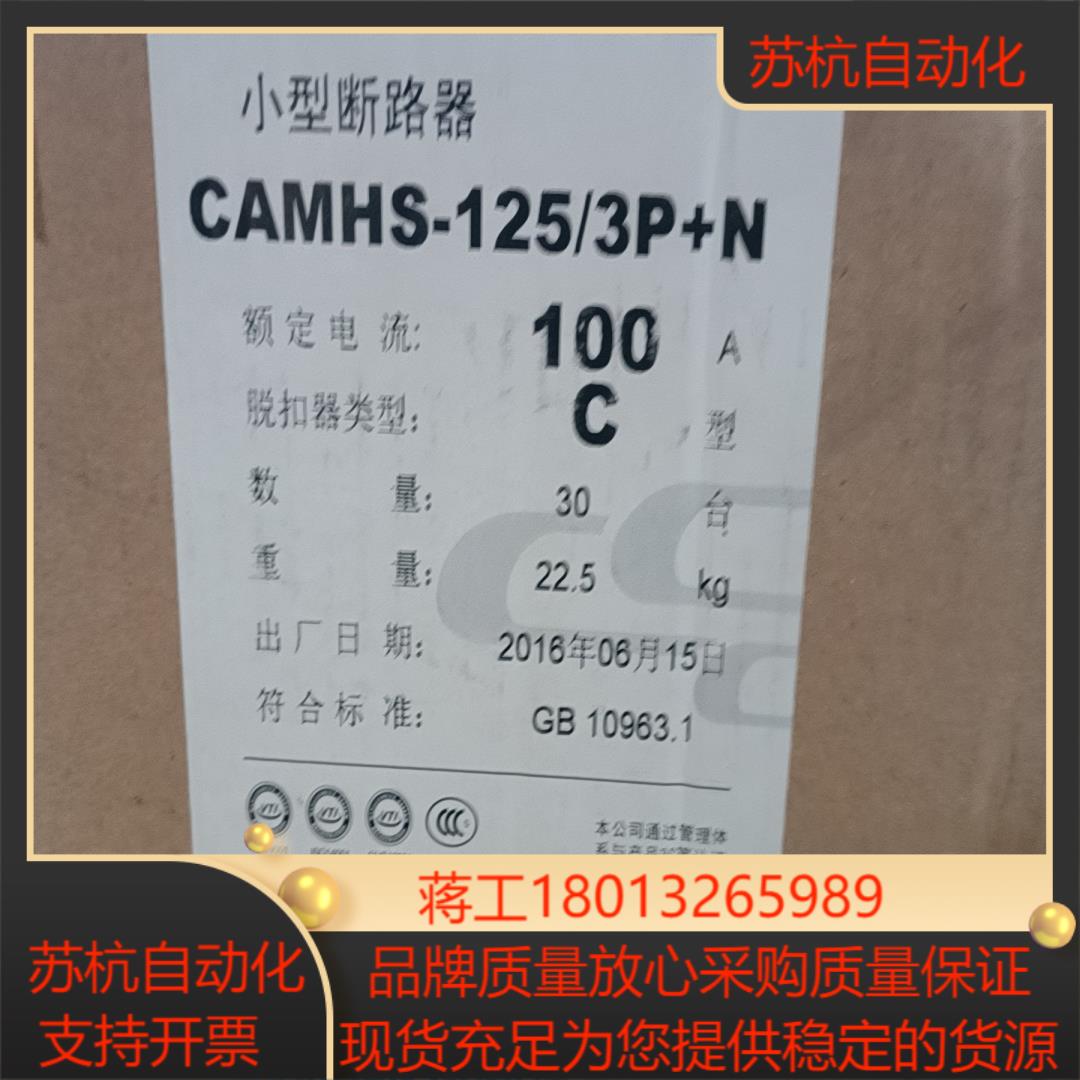 苏杭自动化
小型断路器
CAMHS-125/3P+N
额定电流: 100 A
脱扣器类型: C 型
数量: 30 台
重量: 22.5 kg
出厂日期: 2016年06月15日
符合标准: GB 10963.1
本公司通过管理体
蒋工18013265989
苏杭自动化
支持开票
品牌质量放心采购质量保证
现货充足为您提供稳定的货源